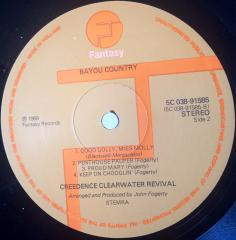 Fantasy
BAYOU COUNTRY
5C 038-91585
(5C 038-91585-B)
STEREO
Side 2
℗ 1969
Fantasy Records
1. GOOD GOLLY, MISS MOLLY
(Blackwell-Marascalco)
2. PENTHOUSE PAUPER (Fogerty)
3. PROUD MARY (Fogerty)
4. KEEP ON CHOOGLIN' (Fogerty)
CREEDENCE CLEARWATER REVIVAL
Arranged and Produced by John Fogerty
STEMRA